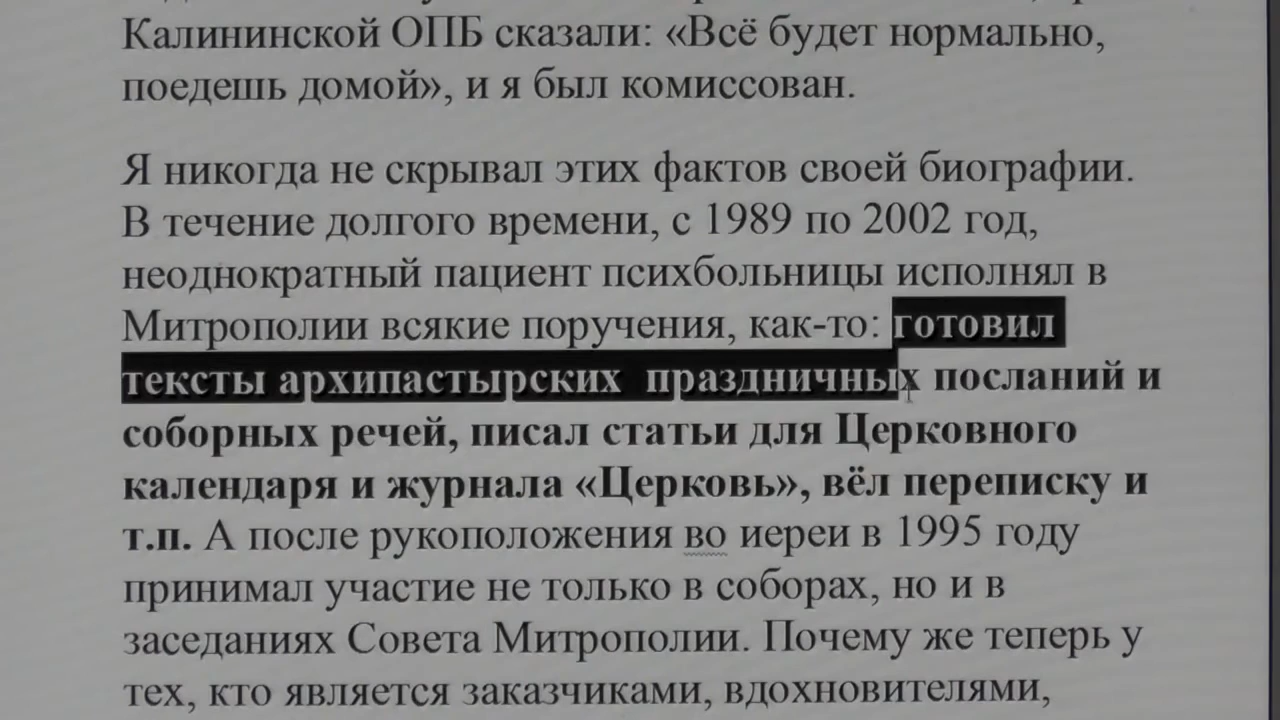 Калининской ОПБ сказали: «Всё будет нормально,
поедешь домой», и я был комиссован.
Я никогда не скрывал этих фактов своей биографии.
В течение долгого времени, с 1989 по 2002 год,
неоднократный пациент психбольницы исполнял в
Митрополии всякие поручения, как-то: готовил
тексты архипастырских праздничных посланий и
соборных речей, писал статьи для Церковного
календаря и журнала «Церковь», вёл переписку и
т.п. А после рукоположения во иереи в 1995 году
принимал участие не только в соборах, но и в
заседаниях Совета Митрополии. Почему же теперь у
тех, кто является заказчиками, вдохновителями,